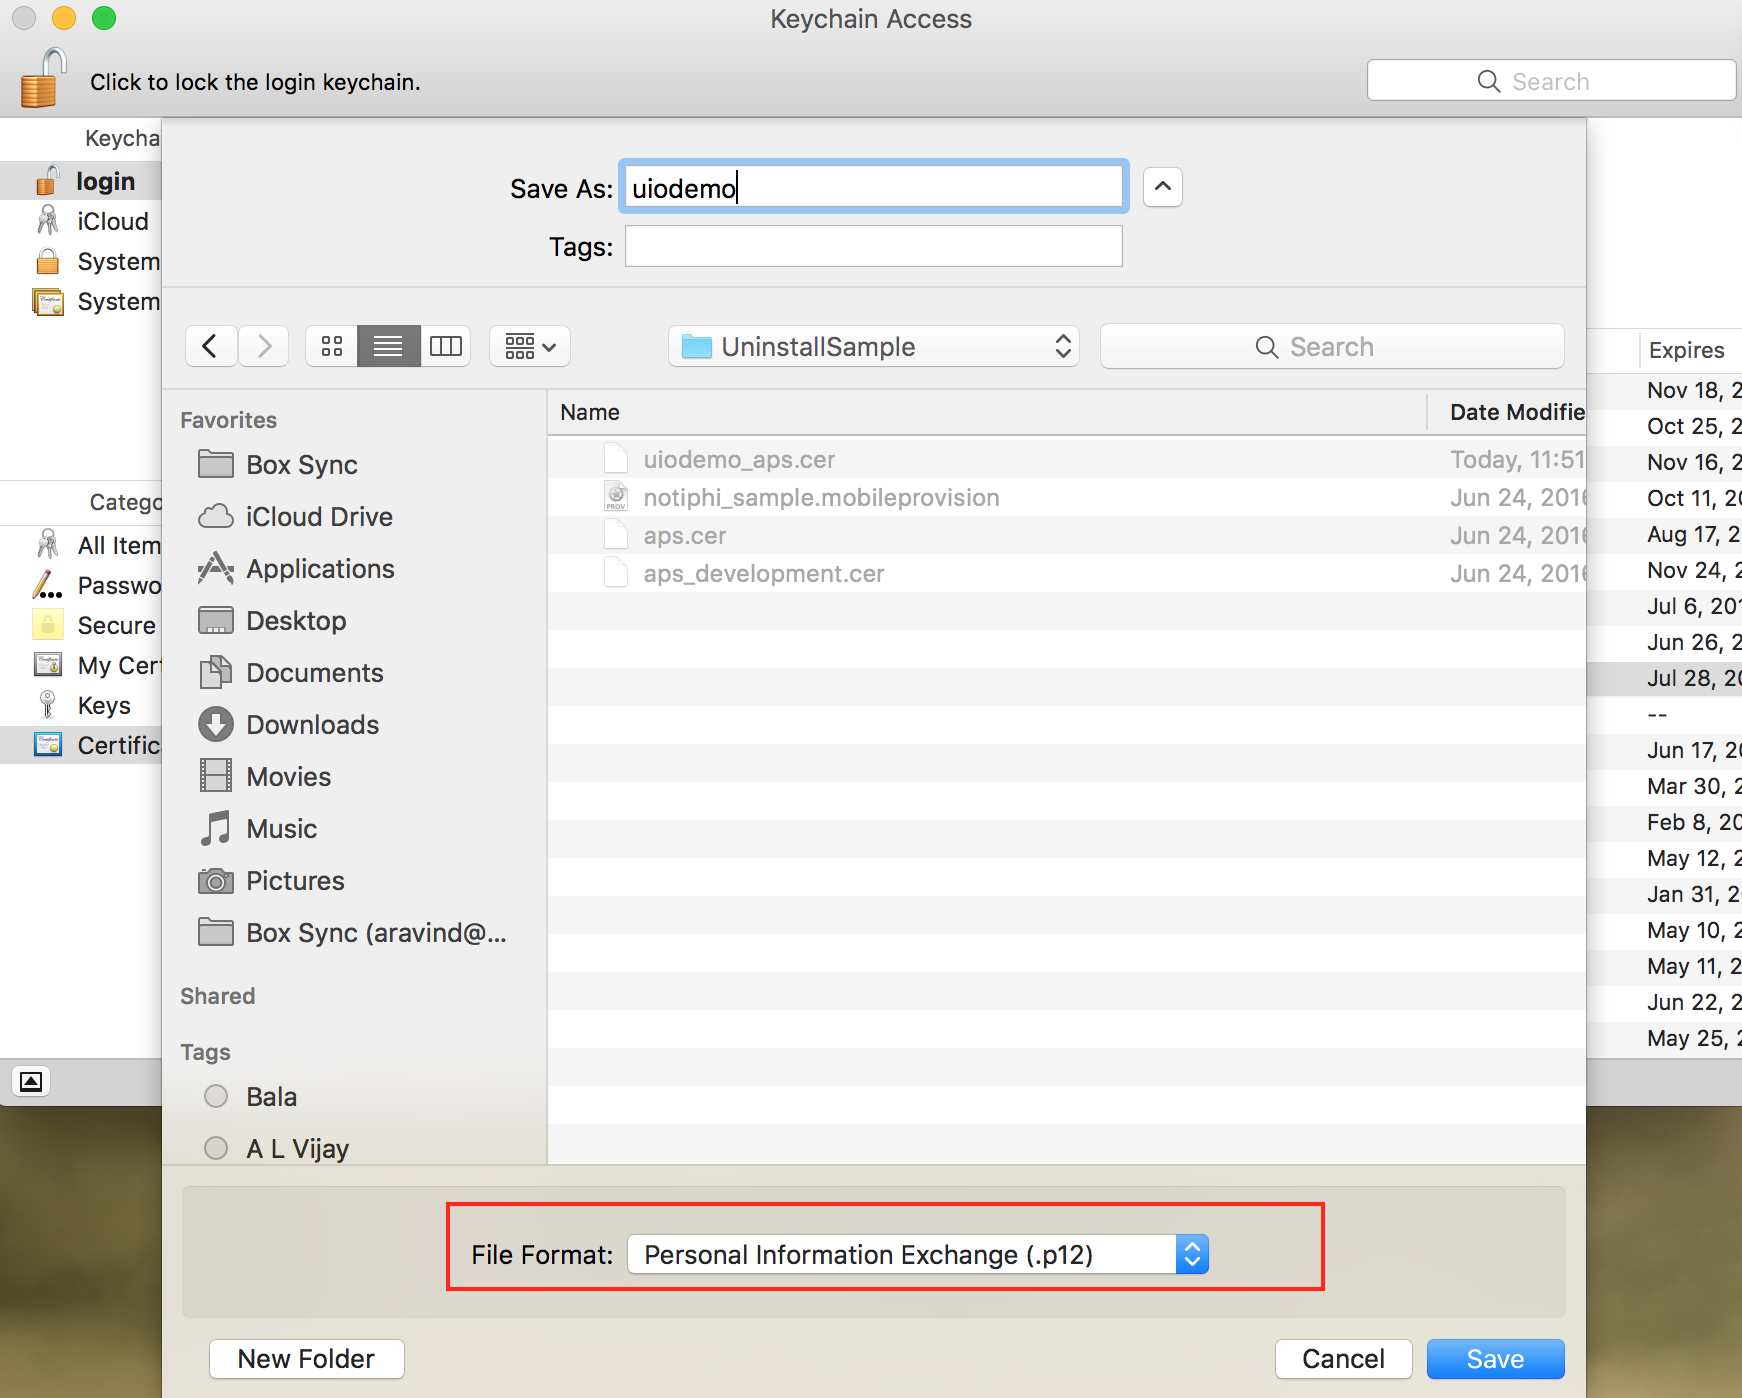 Keychain Access
Click to lock the login keychain.
Search
Keycha
login
iCloud
System
System
Catego
All Item
Passwo
Secure
My Cert
Keys
Certific
Save As: uiodemo
Tags:
UninstallSample
Search
Favorites
Box Sync
iCloud Drive
Applications
Desktop
Documents
Downloads
Movies
Music
Pictures
Box Sync (aravind@...
Shared
Tags
Bala
A L Vijay
Name Date Modifie
uiodemo_aps.cer Today, 11:51
notiphi_sample.mobileprovision Jun 24, 2016
PROV
aps.cer Jun 24, 2016
aps_development.cer Jun 24, 2016
Expires
Nov 18, 2
Oct 25, 2
Nov 16, 2
Oct 11, 20
Aug 17, 2
Nov 24, 2
Jul 6, 201
Jun 26, 2
Jul 28, 20
--
Jun 17, 20
Mar 30, 2
Feb 8, 20
May 12, 2
Jan 31, 2
May 10, 2
May 11, 2
Jun 22, 2
May 25, 2
File Format: Personal Information Exchange (.p12)
New Folder
Cancel
Save